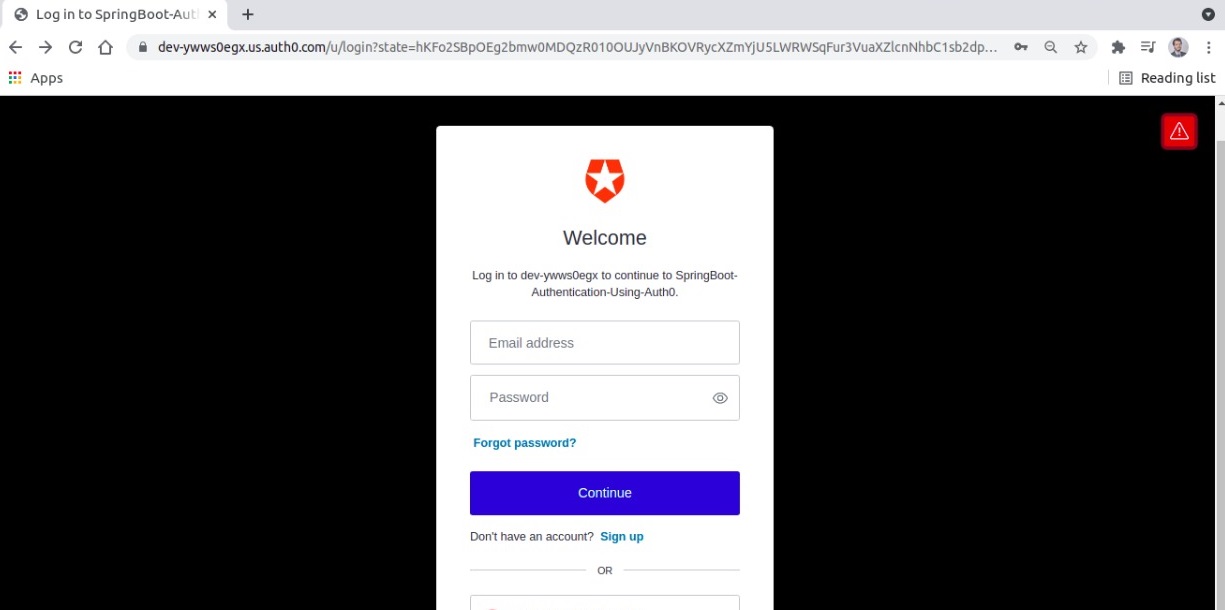 Log in to SpringBoot-Aut
dev-ywws0egx.us.auth0.com/u/login?state=hKFo2SBpOEg2bmw0MDQzR010OUJyVnBKOVRycXZmYjU5LWRWSqFur3VuaXZlcnNhbC1sb2dp...
Apps
Reading list
Welcome
Log in to dev-ywws0egx to continue to SpringBoot-
Authentication-Using-Auth0.
Email address
Password
Forgot password?
Continue
Don't have an account? Sign up
OR